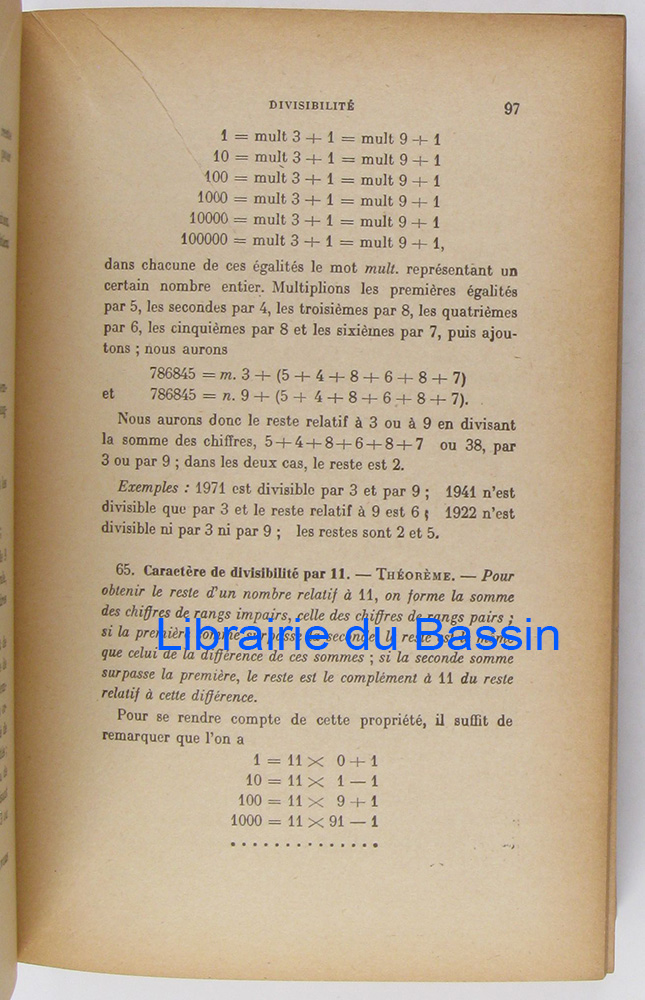 DIVISIBILITÉ 97
1 = mult 3 + 1 = mult 9 + 1
10 = mult 3 + 1 = mult 9 + 1
100 = mult 3 + 1 = mult 9 + 1
1000 = mult 3 + 1 = mult 9 + 1
10000 = mult 3 + 1 = mult 9 + 1
100000 = mult 3 + 1 = mult 9 + 1,
dans chacune de ces égalités le mot mult. représentant un
certain nombre entier. Multiplions les premières égalités
par 5, les secondes par 4, les troisièmes par 8, les quatrièmes
par 6, les cinquièmes par 8 et les sixièmes par 7, puis ajou-
tons ; nous aurons
786845 = m. 3 + (5 + 4 + 8 + 6 + 8 + 7)
et 786845 = n. 9 + (5 + 4 + 8 + 6 + 8 + 7).
Nous aurons donc le reste relatif à 3 ou à 9 en divisant
la somme des chiffres, 5+4+8+6+8+7 ou 38, par
3 ou par 9 ; dans les deux cas, le reste est 2.
Exemples : 1971 est divisible par 3 et par 9 ; 1941 n'est
divisible que par 3 et le reste relatif à 9 est 6 ; 1922 n'est
divisible ni par 3 ni par 9 ; les restes sont 2 et 5.
65. Caractère de divisibilité par 11. — THÉORÈME. — Pour
obtenir le reste d'un nombre relatif à 11, on forme la somme
des chiffres de rangs impairs, celle des chiffres de rangs pairs ;
si la première somme surpasse la seconde, le reste est le même
Librairie du Bassin
que celui de la différence de ces sommes ; si la seconde somme
surpasse la première, le reste est le complément à 11 du reste
relatif à cette différence.
Pour se rendre compte de cette propriété, il suffit de
remarquer que l'on a
1 = 11 × 0 + 1
10 = 11 × 1 — 1
100 = 11 × 9 + 1
1000 = 11 × 91 — 1
. . . . . . . . . . . . . .